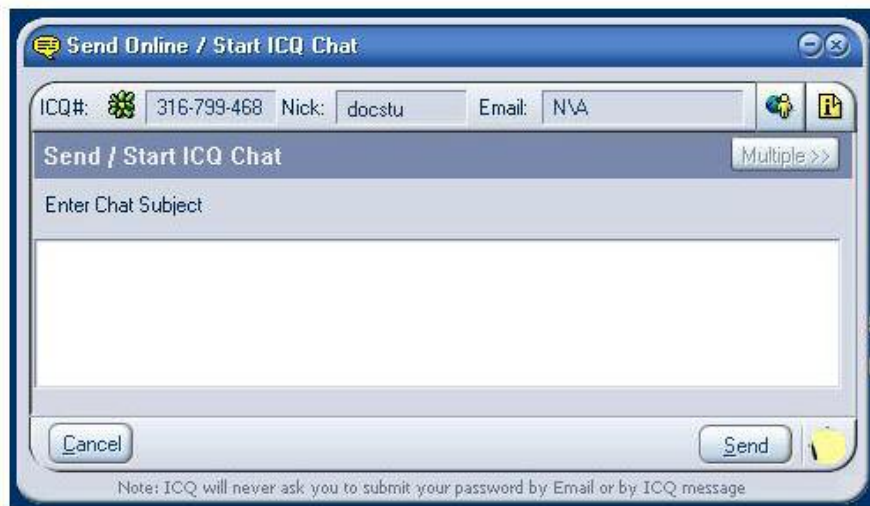 Send Online / Start ICQ Chat
ICQ#: 316-799-468 Nick: docstu Email: N\A
Send / Start ICQ Chat Multiple >>
Enter Chat Subject
Cancel Send
Note: ICQ will never ask you to submit your password by Email or by ICQ message